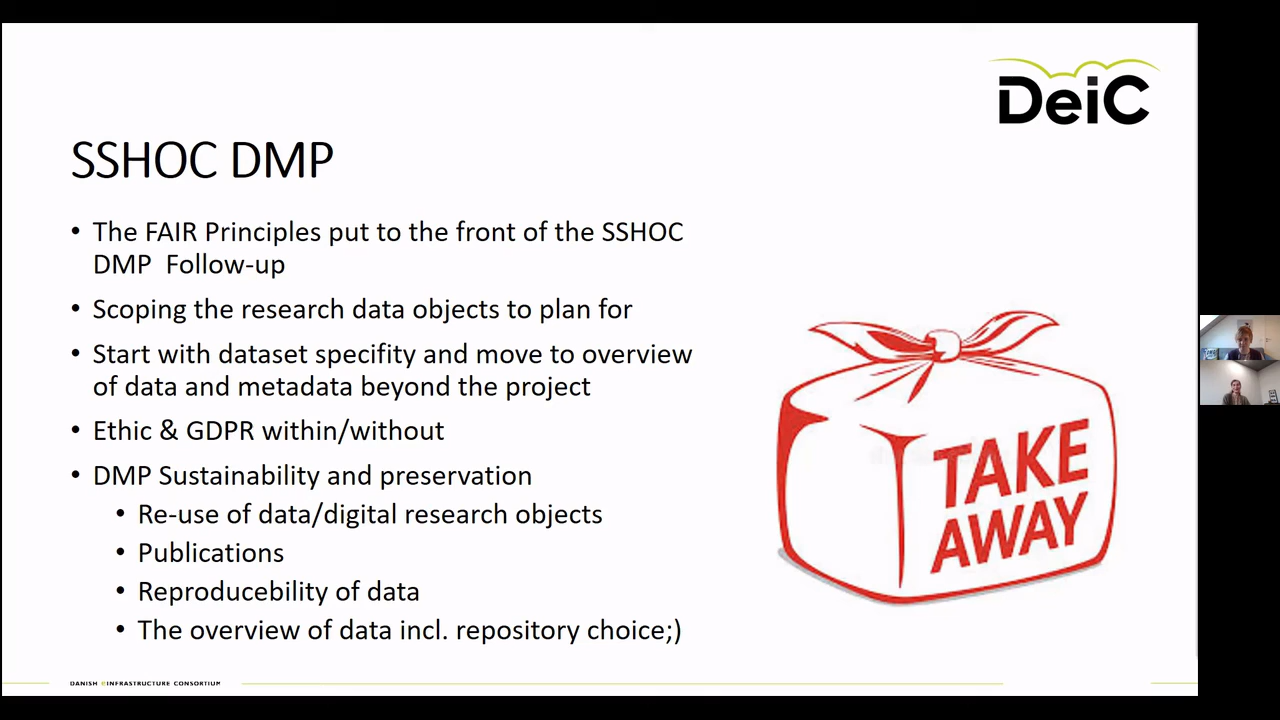 DeiC
SSHOC DMP
• The FAIR Principles put to the front of the SSHOC
DMP  Follow-up
• Scoping the research data objects to plan for
• Start with dataset specifity and move to overview
of data and metadata beyond the project
• Ethic & GDPR within/without
• DMP Sustainability and preservation
• Re-use of data/digital research objects
• Publications
• Reproducebility of data
• The overview of data incl. repository choice;)
TAKE
AWAY
DANISH eINFRASTRUCTURE CONSORTIUM